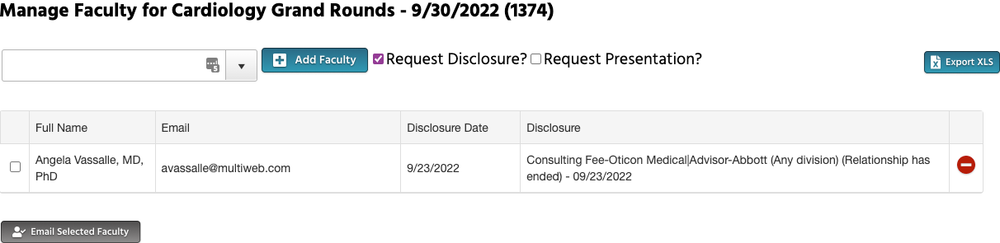 Manage Faculty for Cardiology Grand Rounds - 9/30/2022 (1374)
Add Faculty Request Disclosure? Request Presentation? Export XLS
Full Name Email Disclosure Date Disclosure
Angela Vassalle, MD, PhD avassalle@multiweb.com 9/23/2022 Consulting Fee-Oticon Medical|Advisor-Abbott (Any division) (Relationship has ended) - 09/23/2022
Email Selected Faculty